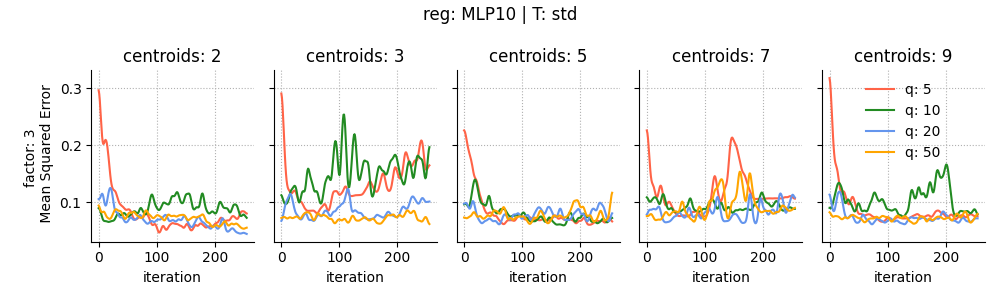 reg: MLP10 | T: std
centroids: 2
centroids: 3
centroids: 5
centroids: 7
centroids: 9
factor: 3
Mean Squared Error
0.3
0.2
0.1
q: 5
q: 10
q: 20
q: 50
0 100 200
0 100 200
0 100 200
0 100 200
0 200
iteration
iteration
iteration
iteration
iteration